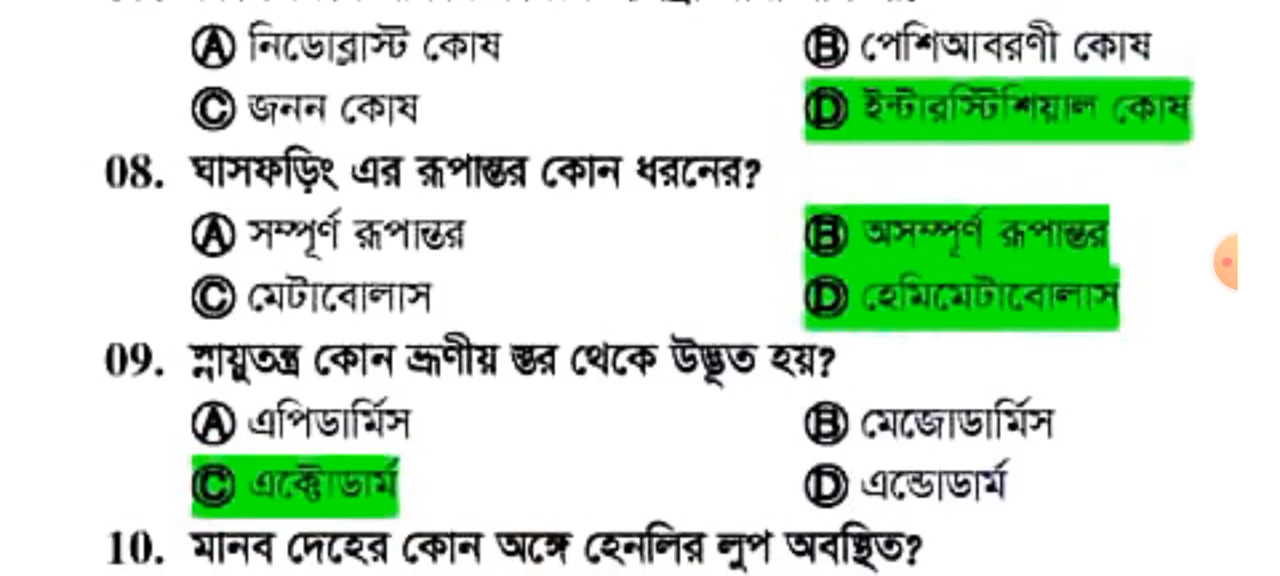 Ⓐ নিডোব্লাস্ট কোষ Ⓑ পেশিআবরণী কোষ
Ⓒ জনন কোষ Ⓓ ইন্টারস্টিশিয়াল কোষ
08. ঘাসফড়িং এর রূপান্তর কোন ধরনের?
Ⓐ সম্পূর্ণ রূপান্তর Ⓑ অসম্পূর্ণ রূপান্তর
Ⓒ মেটাবোলাস Ⓓ হেমিমেটাবোলাস
09. স্নায়ুতন্ত্র কোন ভ্রূণীয় স্তর থেকে উদ্ভূত হয়?
Ⓐ এপিডার্মিস Ⓑ মেজোডার্মিস
Ⓒ এক্টোডার্ম Ⓓ এন্ডোডার্ম
10. মানব দেহের কোন অঙ্গে হেনলির লুপ অবস্থিত?